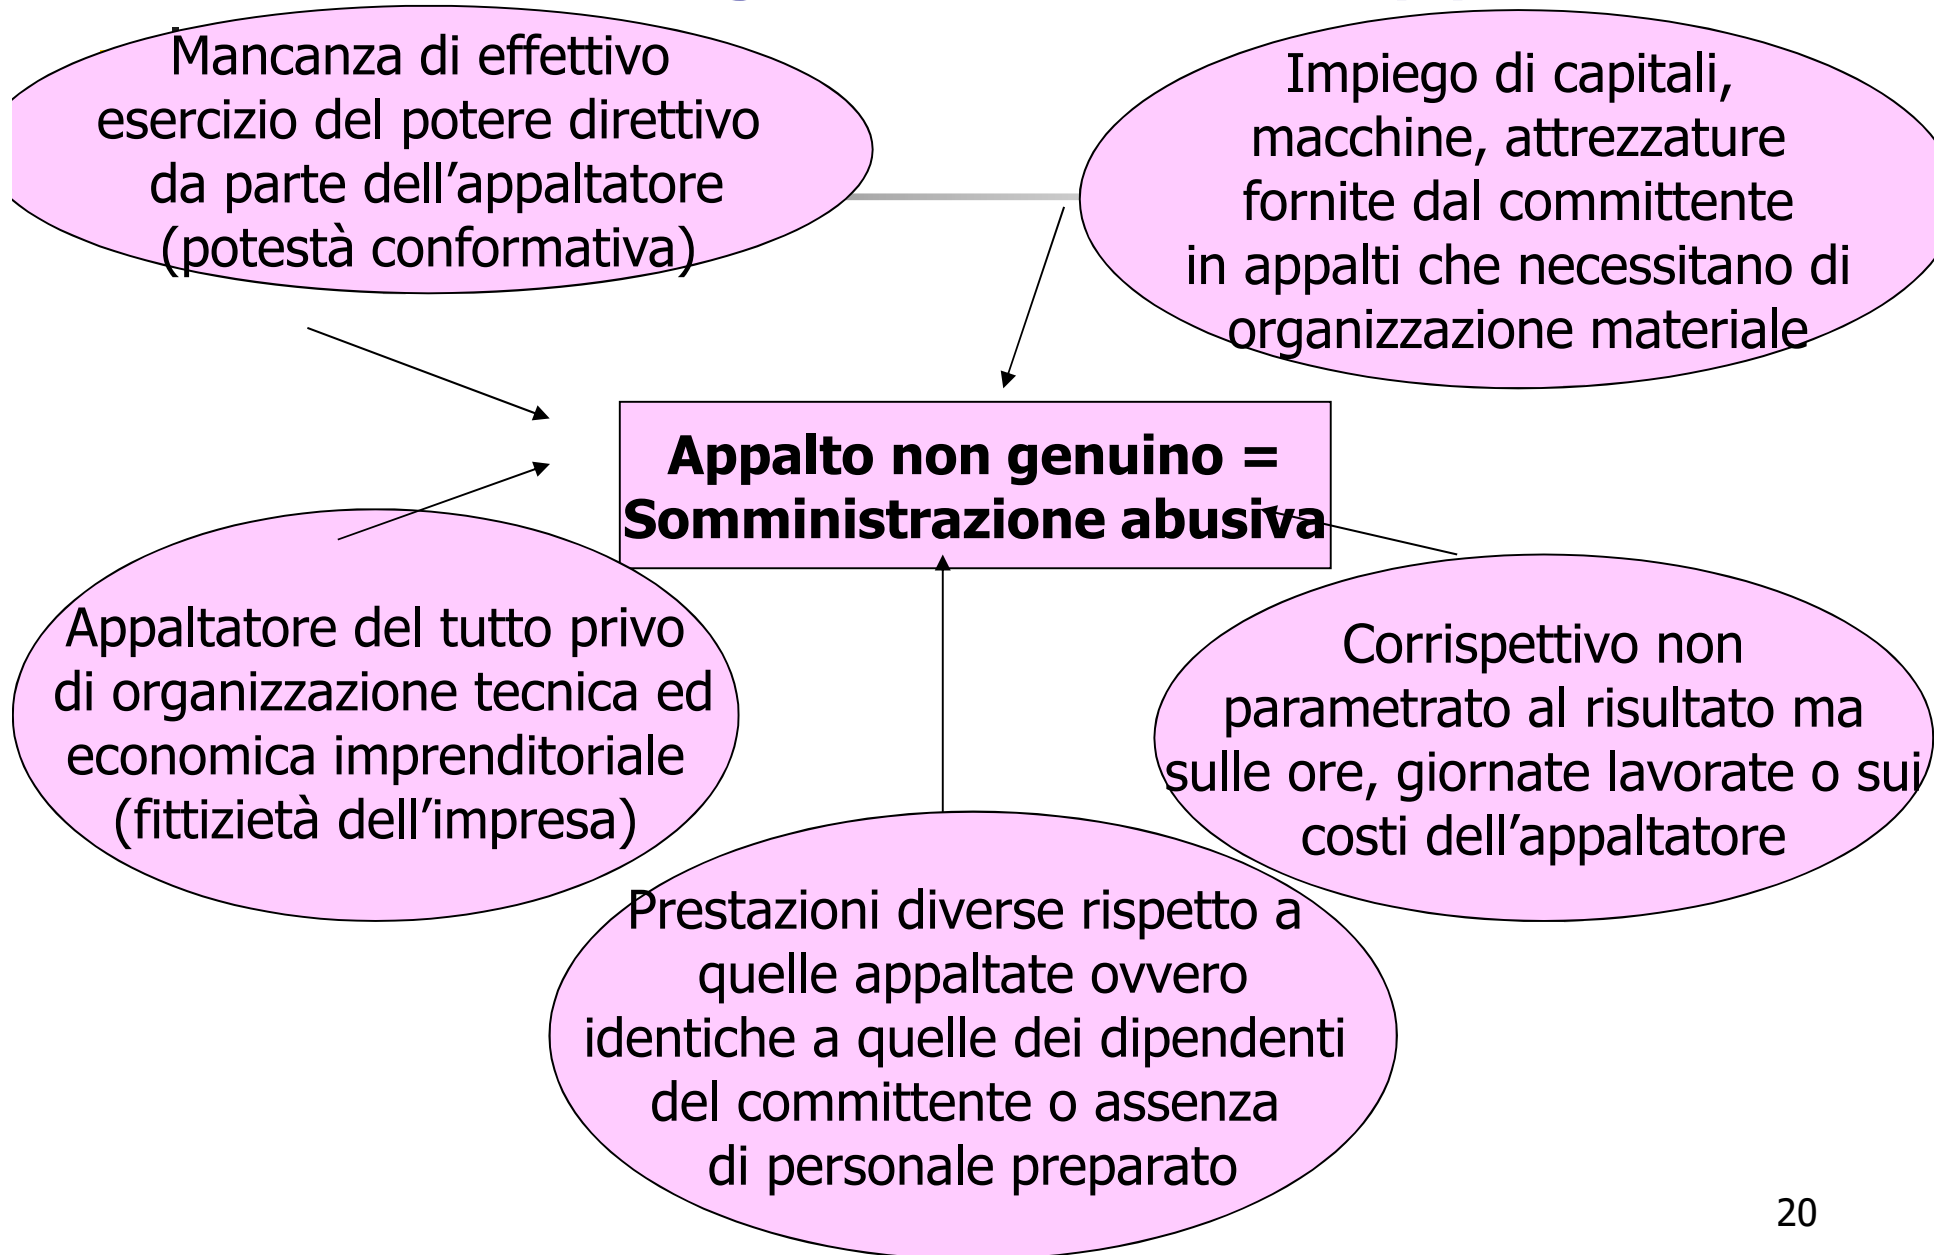 Mancanza di effettivo
esercizio del potere direttivo
da parte dell’appaltatore
(potestà conformativa)
Impiego di capitali,
macchine, attrezzature
fornite dal committente
in appalti che necessitano di
organizzazione materiale
Appalto non genuino =
Somministrazione abusiva
Appaltatore del tutto privo
di organizzazione tecnica ed
economica imprenditoriale
(fittizietà dell’impresa)
Corrispettivo non
parametrato al risultato ma
sulle ore, giornate lavorate o sui
costi dell’appaltatore
Prestazioni diverse rispetto a
quelle appaltate ovvero
identiche a quelle dei dipendenti
del committente o assenza
di personale preparato
20